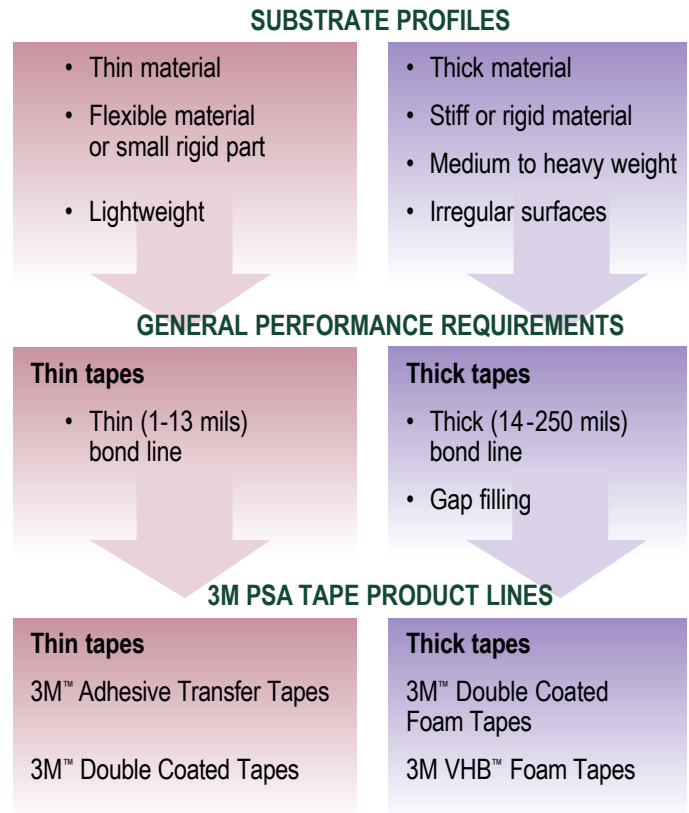 SUBSTRATE PROFILES
• Thin material
• Flexible material
or small rigid part
• Lightweight
• Thick material
• Stiff or rigid material
• Medium to heavy weight
• Irregular surfaces
GENERAL PERFORMANCE REQUIREMENTS
Thin tapes
• Thin (1-13 mils)
bond line
Thick tapes
• Thick (14-250 mils)
bond line
• Gap filling
3M PSA TAPE PRODUCT LINES
Thin tapes
3M™ Adhesive Transfer Tapes
3M™ Double Coated Tapes
Thick tapes
3M™ Double Coated
Foam Tapes
3M VHB™ Foam Tapes